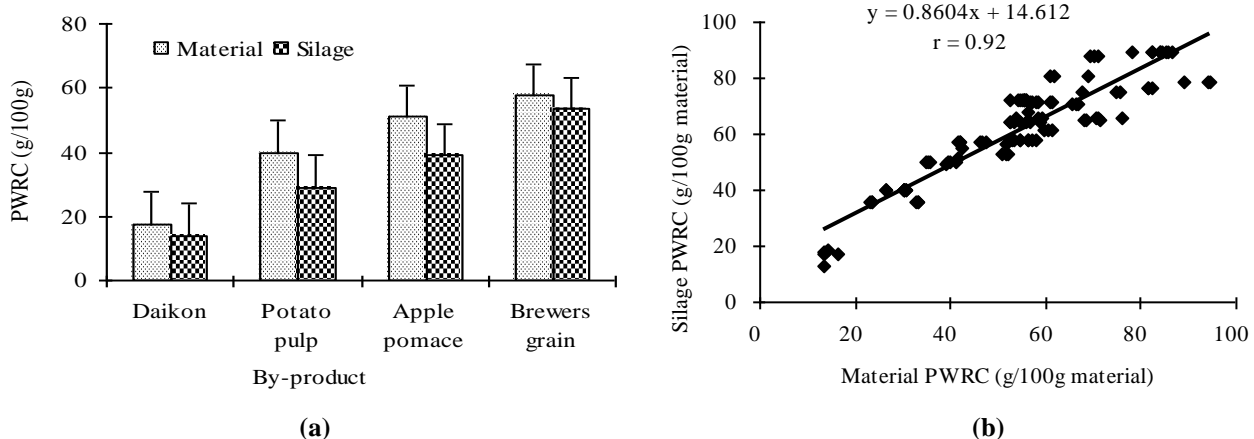 80
60
40
20
0
PWRC (g/100g)
Material Silage
Daikon
Potato pulp
Apple pomace
Brewers grain
By-product
(a)
y = 0.8604x + 14.612
r = 0.92
100
80
60
40
20
0
Silage PWRC (g/100g material)
0 20 40 60 80 100
Material PWRC (g/100g material)
(b)